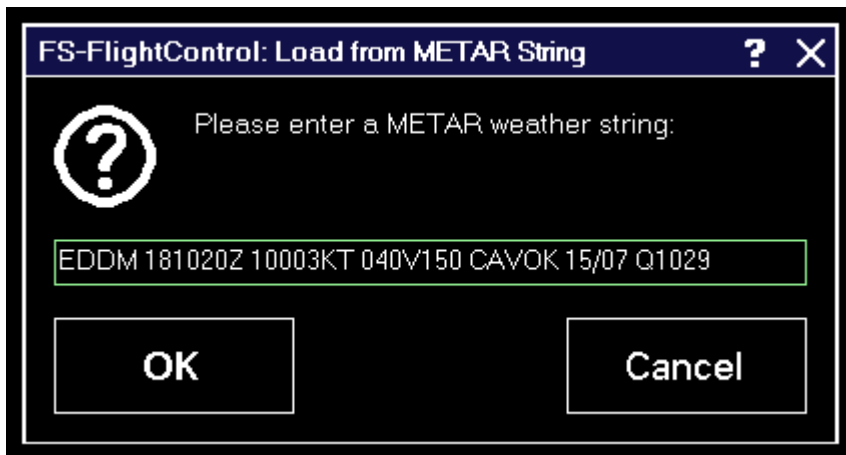 FS-FlightControl: Load from METAR String ? X
Please enter a METAR weather string:
EDDM 181020Z 10003KT 040V150 CAVOK 15/07 Q1029
OK Cancel